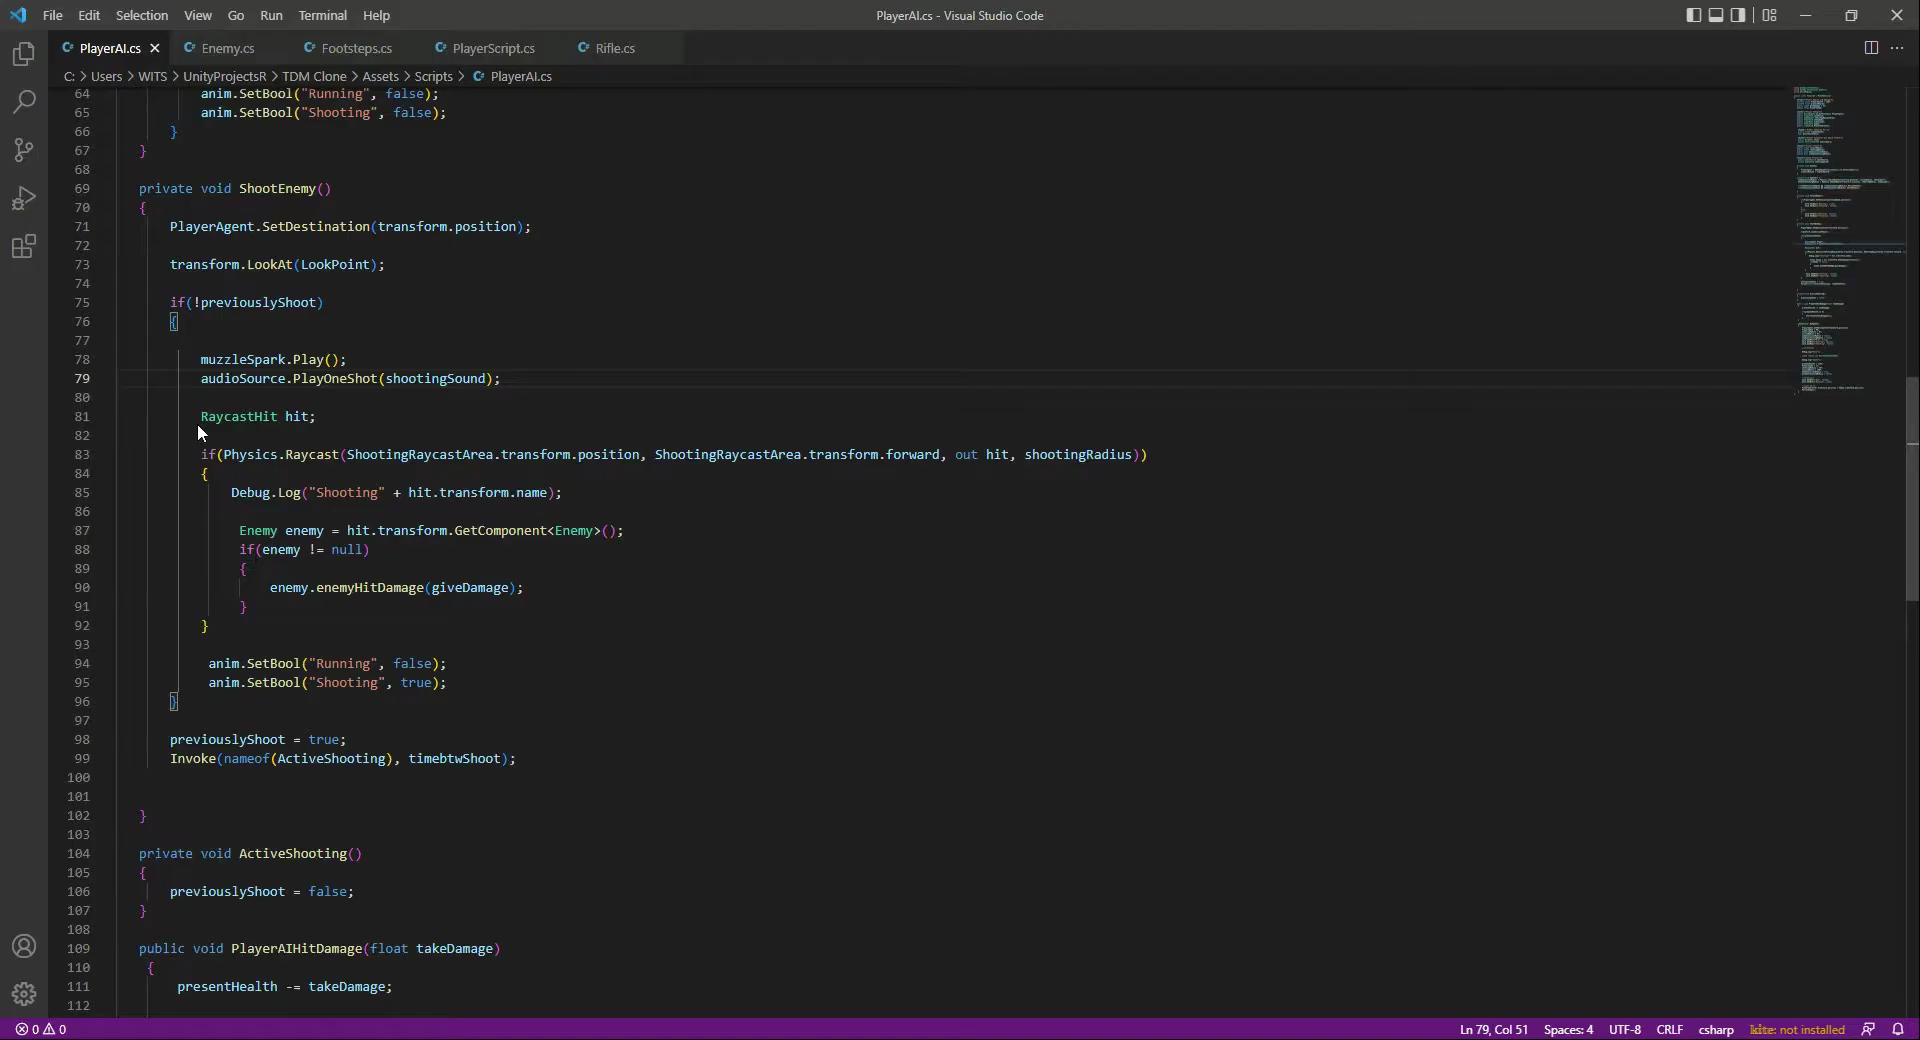 File Edit Selection View Go Run Terminal Help PlayerAI.cs - Visual Studio Code
PlayerAI.cs Enemy.cs Footsteps.cs PlayerScript.cs Rifle.cs
C: > Users > WITS > UnityProjectsR > TDM Clone > Assets > Scripts > PlayerAI.cs
64 anim.SetBool("Running", false);
65 anim.SetBool("Shooting", false);
66 }
67 }
68
69 private void ShootEnemy()
70 {
71 PlayerAgent.SetDestination(transform.position);
72
73 transform.LookAt(LookPoint);
74
75 if(!previouslyShoot)
76 {
77
78 muzzleSpark.Play();
79 audioSource.PlayOneShot(shootingSound);
80
81 RaycastHit hit;
82
83 if(Physics.Raycast(ShootingRaycastArea.transform.position, ShootingRaycastArea.transform.forward, out hit, shootingRadius))
84 {
85 Debug.Log("Shooting" + hit.transform.name);
86
87 Enemy enemy = hit.transform.GetComponent<Enemy>();
88 if(enemy != null)
89 {
90 enemy.enemyHitDamage(giveDamage);
91 }
92 }
93
94 anim.SetBool("Running", false);
95 anim.SetBool("Shooting", true);
96 }
97
98 previouslyShoot = true;
99 Invoke(nameof(ActiveShooting), timebtwShoot);
100
101
102 }
103
104 private void ActiveShooting()
105 {
106 previouslyShoot = false;
107 }
108
109 public void PlayerAIHitDamage(float takeDamage)
110 {
111 presentHealth -= takeDamage;
112
0 0 Ln 79, Col 51 Spaces: 4 UTF-8 CRLF csharp kite: not installed